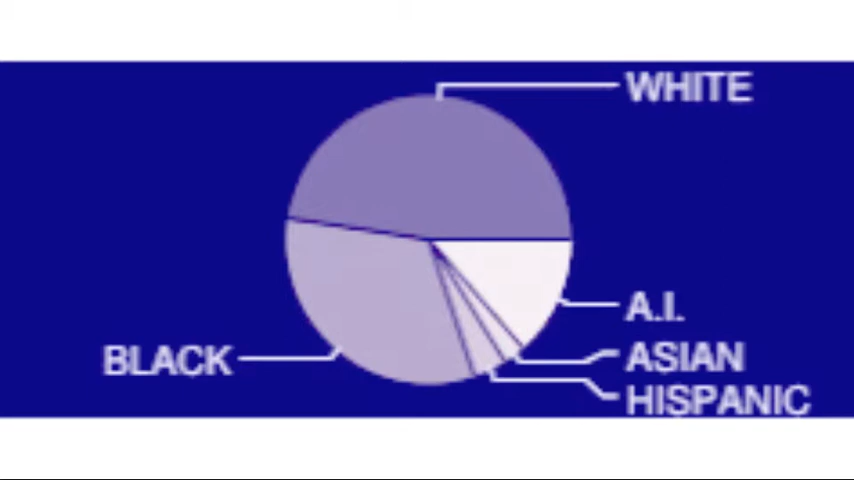 WHITE
A.I.
BLACK
ASIAN
HISPANIC